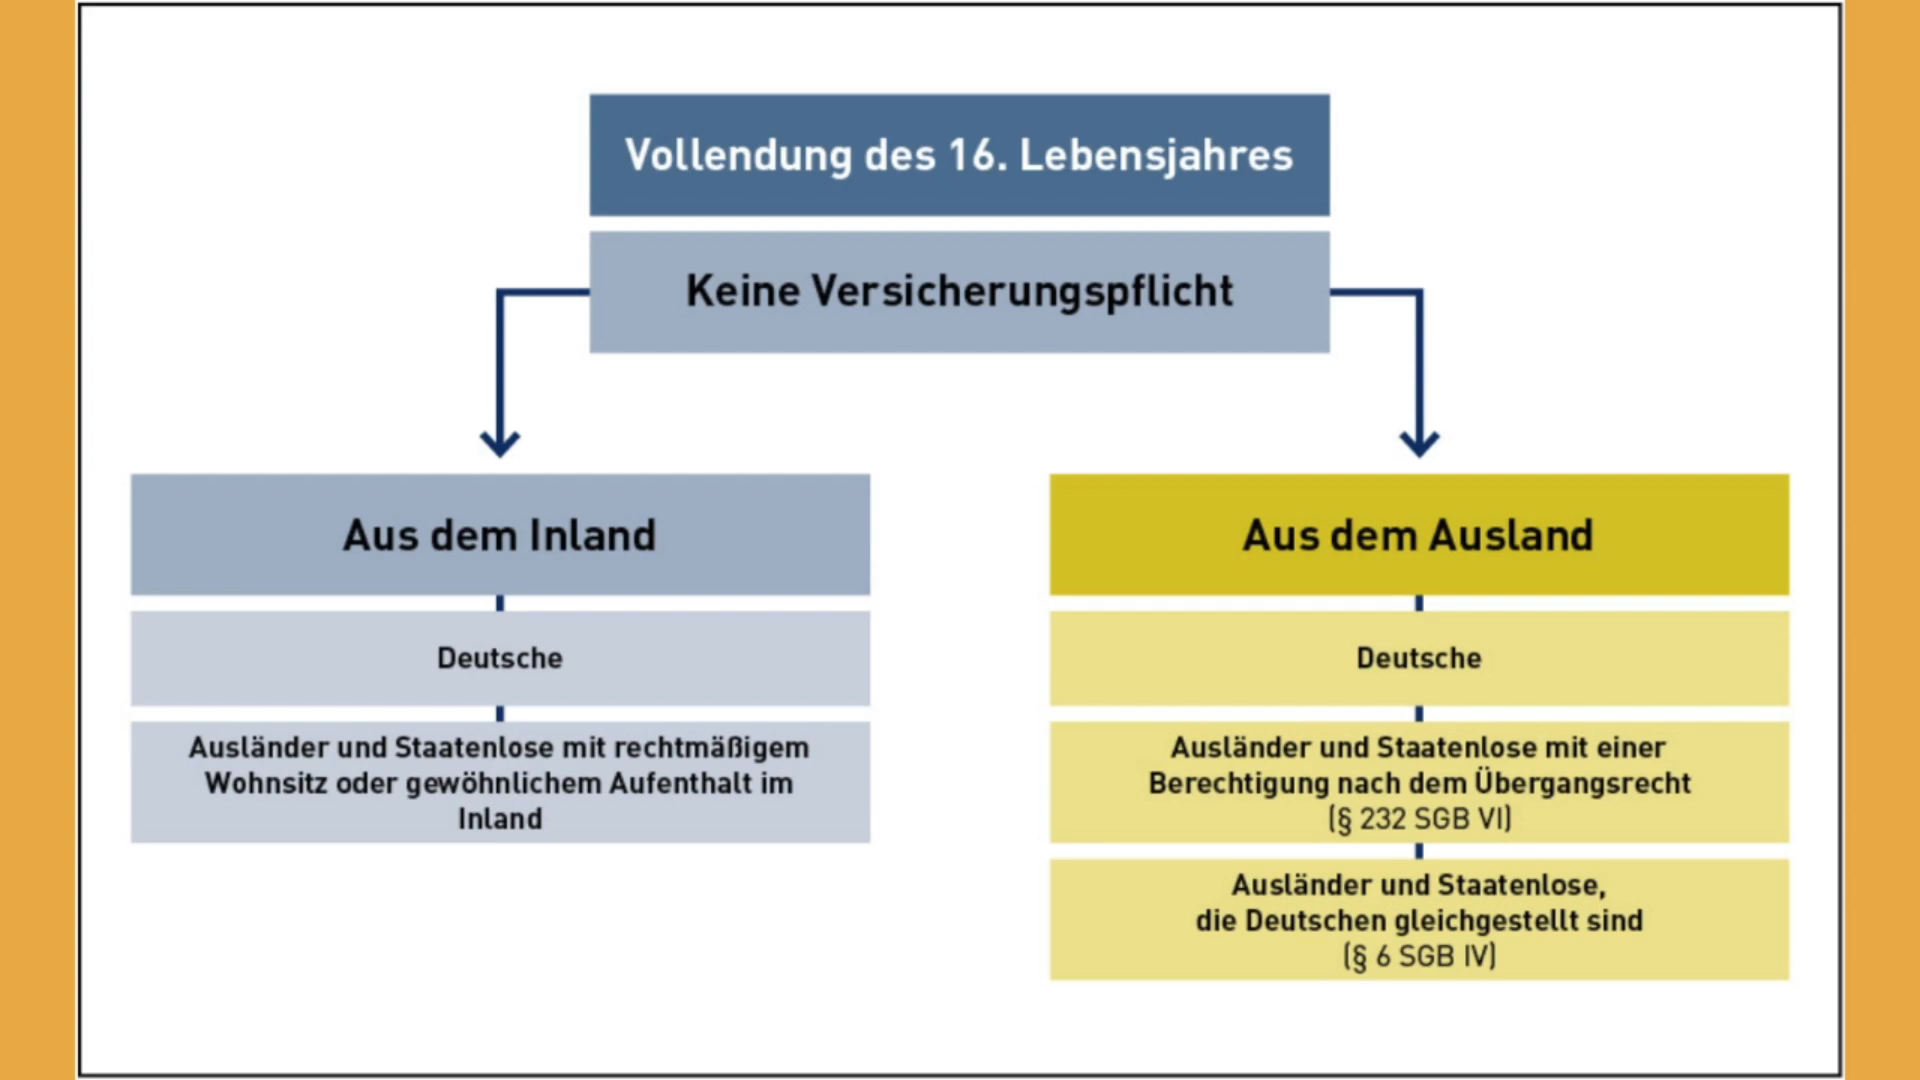 Vollendung des 16. Lebensjahres
Keine Versicherungspflicht
Aus dem Inland
Deutsche
Ausländer und Staatenlose mit rechtmäßigem
Wohnsitz oder gewöhnlichem Aufenthalt im
Inland
Aus dem Ausland
Deutsche
Ausländer und Staatenlose mit einer
Berechtigung nach dem Übergangsrecht
(§ 232 SGB VI)
Ausländer und Staatenlose,
die Deutschen gleichgestellt sind
(§ 6 SGB IV)